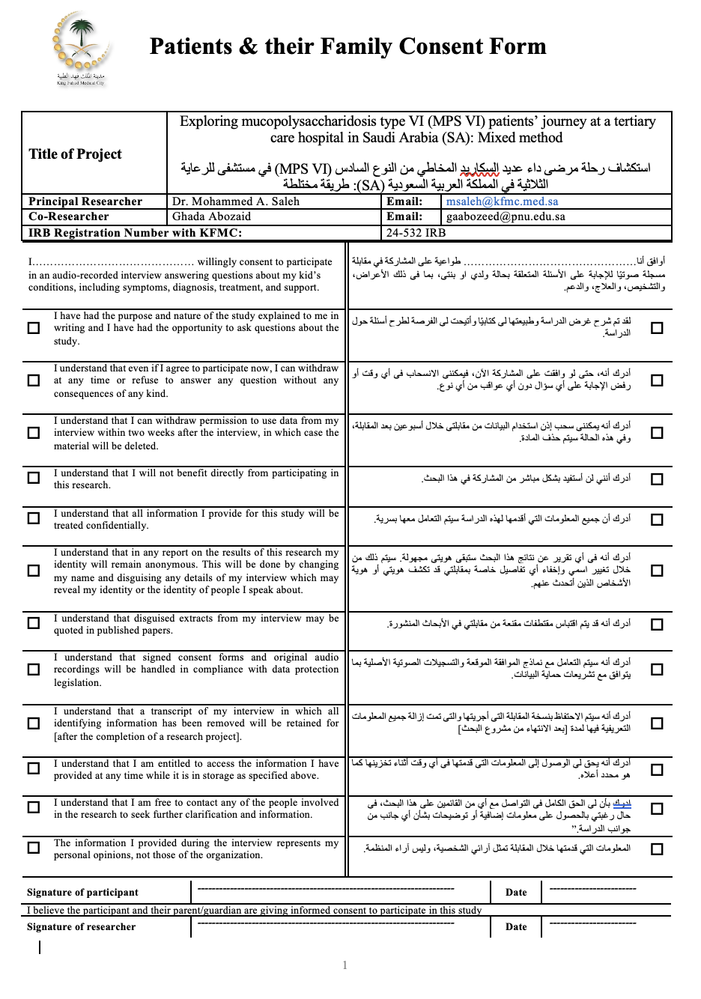 مدينة الملك فهد الطبية
King Fahad Medical City
Patients & their Family Consent Form
Title of Project
Exploring mucopolysaccharidosis type VI (MPS VI) patients’ journey at a tertiary
care hospital in Saudi Arabia (SA): Mixed method
استكشاف رحلة مرضى داء عديد السكاريد المخاطي من النوع السادس (MPS VI) في مستشفى للرعاية
الثلاثية في المملكة العربية السعودية (SA): طريقة مختلطة
Principal Researcher Dr. Mohammed A. Saleh Email: msaleh@kfmc.med.sa
Co-Researcher Ghada Abozaid Email: gaabozeed@pnu.edu.sa
IRB Registration Number with KFMC: 24-532 IRB
I…………………………………… willingly consent to participate
in an audio-recorded interview answering questions about my kid’s
conditions, including symptoms, diagnosis, treatment, and support.
أوافق أنا………………………………………… طواعية على المشاركة في مقابلة
مسجلة صوتيًا للإجابة على الأسئلة المتعلقة بحالة ولدي او بنتى، بما فى ذلك الأعراض،
والتشخيص، والعلاج، والدعم.
I have had the purpose and nature of the study explained to me in
writing and I have had the opportunity to ask questions about the
study.
لقد تم شرح غرض الدراسة وطبيعتها لى كتابيًا وأتيحت لى الفرصة لطرح أسئلة حول
الدراسة.
I understand that even if I agree to participate now, I can withdraw
at any time or refuse to answer any question without any
consequences of any kind.
أدرك أنه، حتى لو وافقت على المشاركة الآن، فيمكننى الانسحاب فى أي وقت أو
رفض الإجابة على أي سؤال دون أي عواقب من أي نوع.
I understand that I can withdraw permission to use data from my
interview within two weeks after the interview, in which case the
material will be deleted.
أدرك أنه يمكننى سحب إذن استخدام البيانات من مقابلتى خلال أسبوعين بعد المقابلة،
وفي هذه الحالة سيتم حذف المادة.
I understand that I will not benefit directly from participating in
this research.
أدرك أنني لن أستفيد بشكل مباشر من المشاركة في هذا البحث.
I understand that all information I provide for this study will be
treated confidentially.
أدرك أن جميع المعلومات التي أقدمها لهذه الدراسة سيتم التعامل معها بسرية.
I understand that in any report on the results of this research my
identity will remain anonymous. This will be done by changing
my name and disguising any details of my interview which may
reveal my identity or the identity of people I speak about.
أدرك أنه فى أي تقرير عن نتائج هذا البحث ستبقى هويتى مجهولة. سيتم ذلك من
خلال تغيير اسمي وإخفاء أي تفاصيل خاصة بمقابلتي قد تكشف هويتي أو هوية
الأشخاص الذين أتحدث عنهم.
I understand that disguised extracts from my interview may be
quoted in published papers.
أدرك أنه قد يتم اقتباس مقتطفات مقنعة من مقابلتي في الأبحاث المنشورة.
I understand that signed consent forms and original audio
recordings will be handled in compliance with data protection
legislation.
أدرك أنه سيتم التعامل مع نماذج الموافقة الموقعة والتسجيلات الصوتية الأصلية بما
يتوافق مع تشريعات حماية البيانات.
I understand that a transcript of my interview in which all
identifying information has been removed will be retained for
[after the completion of a research project].
أدرك أنه سيتم الاحتفاظ بنسخة المقابلة التى أجريتها والتى تمت إزالة جميع المعلومات
التعريفية فيها لمدة [بعد الانتهاء من مشروع البحث]
I understand that I am entitled to access the information I have
provided at any time while it is in storage as specified above.
أدرك أنه يحق لى الوصول إلى المعلومات التى قدمتها فى أي وقت أثناء تخزينها كما
هو محدد أعلاه.
I understand that I am free to contact any of the people involved
in the research to seek further clarification and information.
ادرك بأن لى الحق الكامل فى التواصل مع أي من القائمين على هذا البحث، فى
حال رغبتي بالحصول على معلومات إضافية أو توضيحات بشأن أي جانب من
جوانب الدراسة.”
The information I provided during the interview represents my
personal opinions, not those of the organization.
المعلومات التي قدمتها خلال المقابلة تمثل آرائي الشخصية، وليس آراء المنظمة.
Signature of participant ------------------------------------------------------------------------ Date ------------------------
I believe the participant and their parent/guardian are giving informed consent to participate in this study
Signature of researcher ------------------------------------------------------------------------ Date ------------------------
1